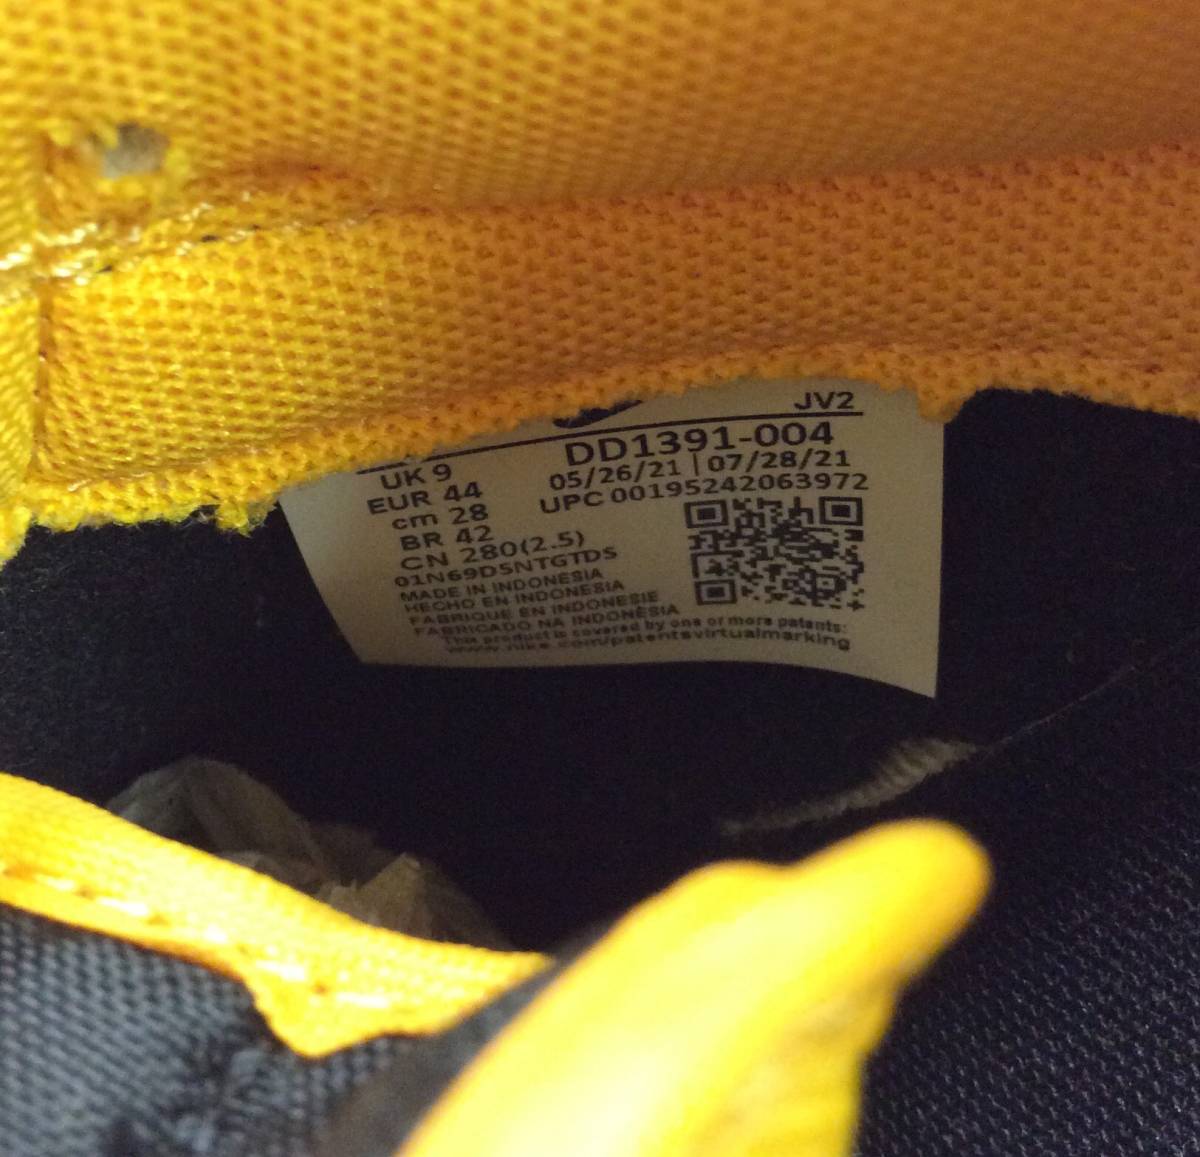 JV2
DD1391-004
UK 9 05/26/21 | 07/28/21
EUR 44 UPC 00195242063972
cm 28
BR 42
CN 280(2.5)
01N69D5NTGTDS
MADE IN INDONESIA
HECHO EN INDONESIA
FABRIQUE EN INDONESIE
FABRICADO NA INDONÉSIA
This product is covered by one or more patents:
www.nike.com/patentsvirtualmarking